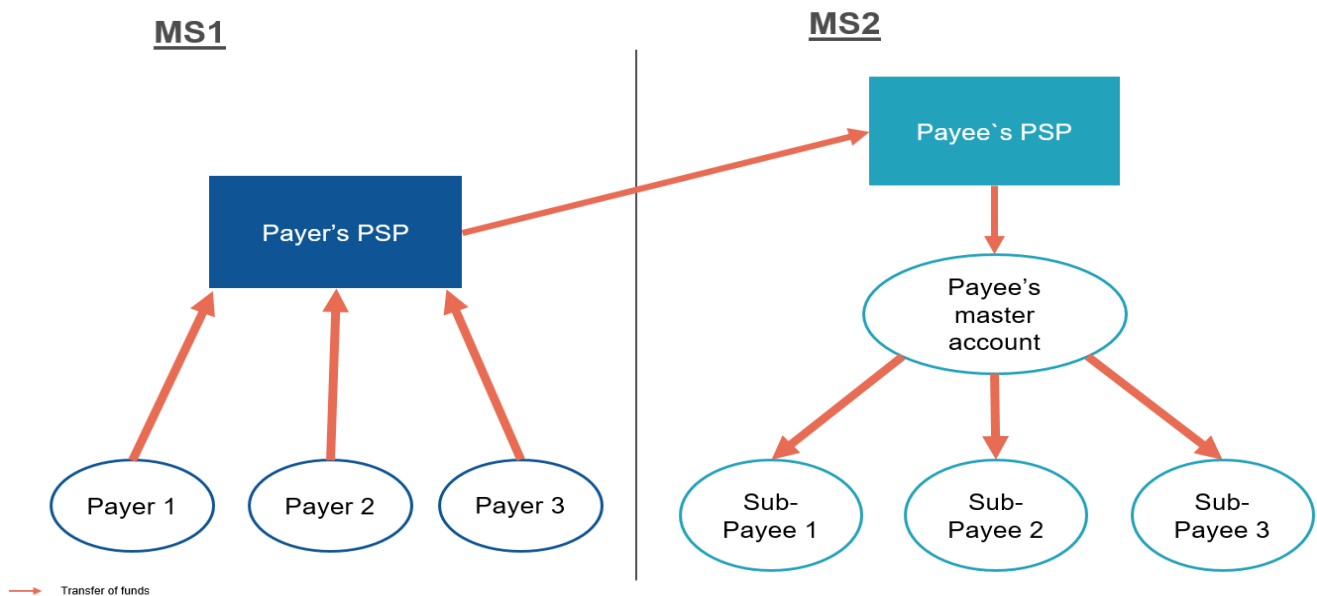 MS1
MS2
Payee`s PSP
Payer’s PSP
Payee’s
master
account
Payer 1
Payer 2
Payer 3
Sub-
Payee 1
Sub-
Payee 2
Sub-
Payee 3
Transfer of funds